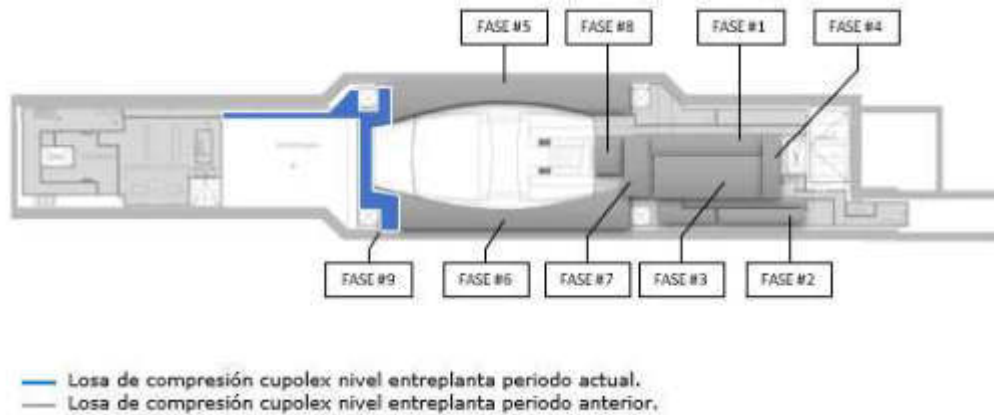 FASE #5
FASE #8
FASE #1
FASE #4
FASE #9
FASE #6
FASE #7
FASE #3
FASE #2
Losa de compresión cupolex nivel entreplanta periodo actual.
Losa de compresión cupolex nivel entreplanta periodo anterior.